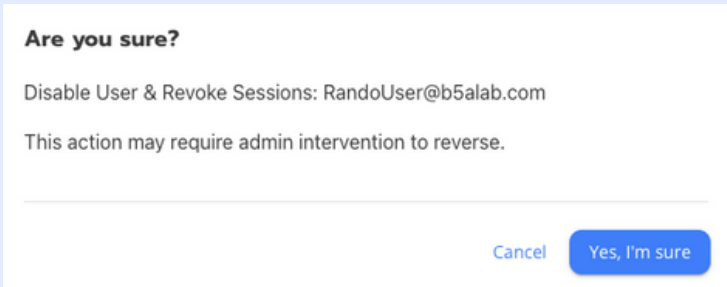 Are you sure?
Disable User & Revoke Sessions: RandoUser@b5alab.com
This action may require admin intervention to reverse.
Cancel
Yes, I'm sure